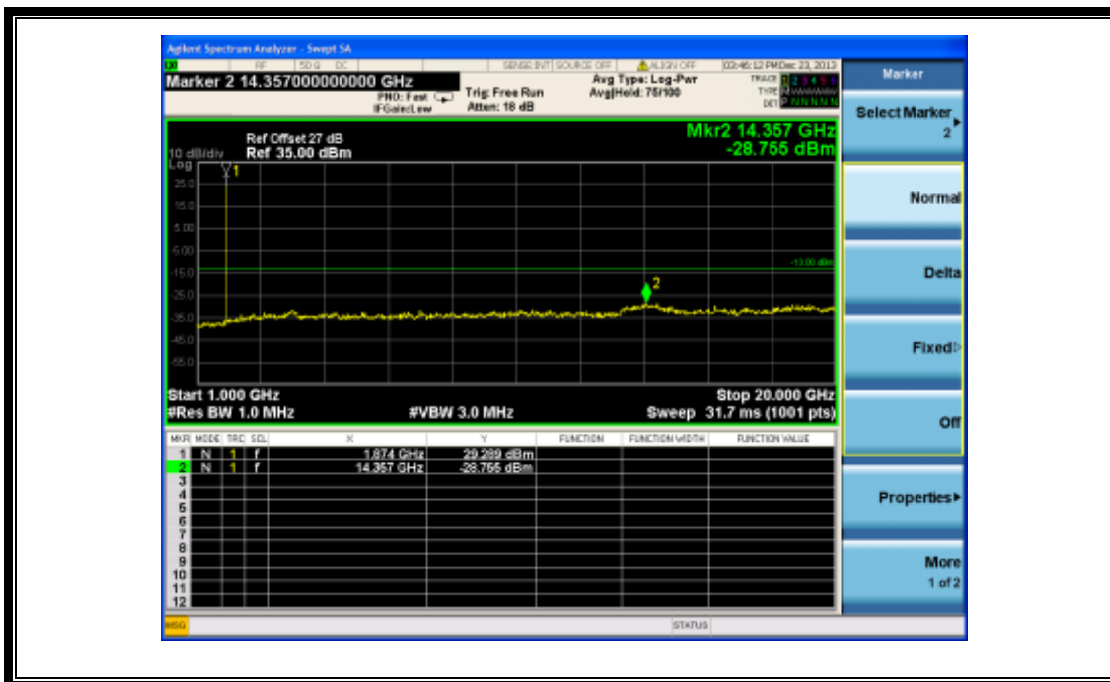 Agilent Spectrum Analyzer - Swept SA
RF 50 Ω DC SENSE:INT SOURCE OFF ALIGN OFF 03:46:12 PM Dec 23, 2013
Marker 2 14.357000000000 GHz
PNO: Fast
IFGain:Low
Trig: Free Run
Atten: 18 dB
Avg Type: Log-Pwr
Avg|Hold: 75/100
TRACE 1 2 3 4 5 6
TYPE
DET P N N N N N
Ref Offset 27 dB
10 dB/div Ref 35.00 dBm
Log
Mkr2 14.357 GHz
-28.755 dBm
25.0
15.0
5.00
-5.00
-15.0
-25.0
-35.0
-45.0
-55.0
1
2
-13.00 dBm
Start 1.000 GHz Stop 20.000 GHz
#Res BW 1.0 MHz #VBW 3.0 MHz Sweep 31.7 ms (1001 pts)
MKR MODE TRC SCL X Y FUNCTION FUNCTION WIDTH FUNCTION VALUE
1 N 1 f 1.874 GHz 29.289 dBm
2 N 1 f 14.357 GHz -28.755 dBm
3
4
5
6
7
8
9
10
11
12
MSG STATUS
Marker
Select Marker
2
Normal
Delta
Fixed
Off
Properties
More
1 of 2